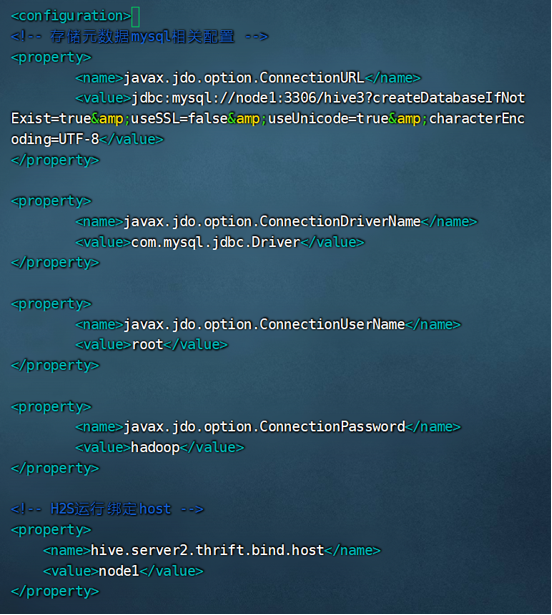 <configuration>
<!-- 存储元数据mysql相关配置 -->
<property>
        <name>javax.jdo.option.ConnectionURL</name>
        <value>jdbc:mysql://node1:3306/hive3?createDatabaseIfNot
Exist=true&amp;useSSL=false&amp;useUnicode=true&amp;characterEnc
oding=UTF-8</value>
</property>

<property>
        <name>javax.jdo.option.ConnectionDriverName</name>
        <value>com.mysql.jdbc.Driver</value>
</property>

<property>
        <name>javax.jdo.option.ConnectionUserName</name>
        <value>root</value>
</property>

<property>
        <name>javax.jdo.option.ConnectionPassword</name>
        <value>hadoop</value>
</property>

<!-- H2S运行绑定host -->
<property>
    <name>hive.server2.thrift.bind.host</name>
    <value>node1</value>
</property>